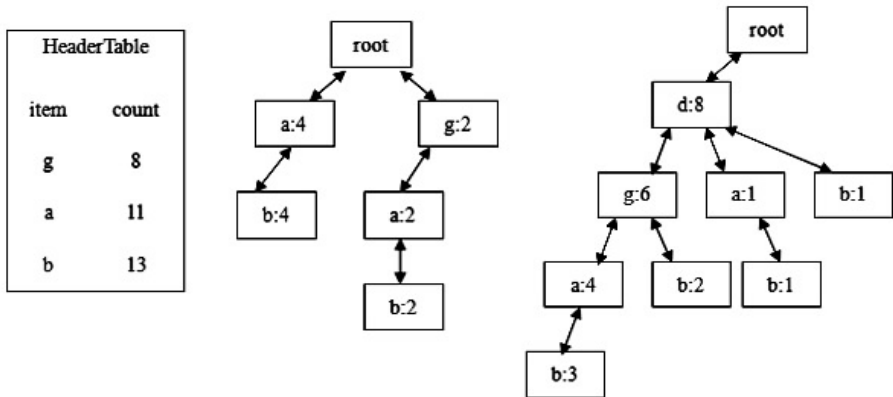 HeaderTable
item count
g 8
a 11
b 13
root
a:4 g:2
b:4 a:2
b:2
root
d:8
g:6 a:1 b:1
a:4 b:2 b:1
b:3